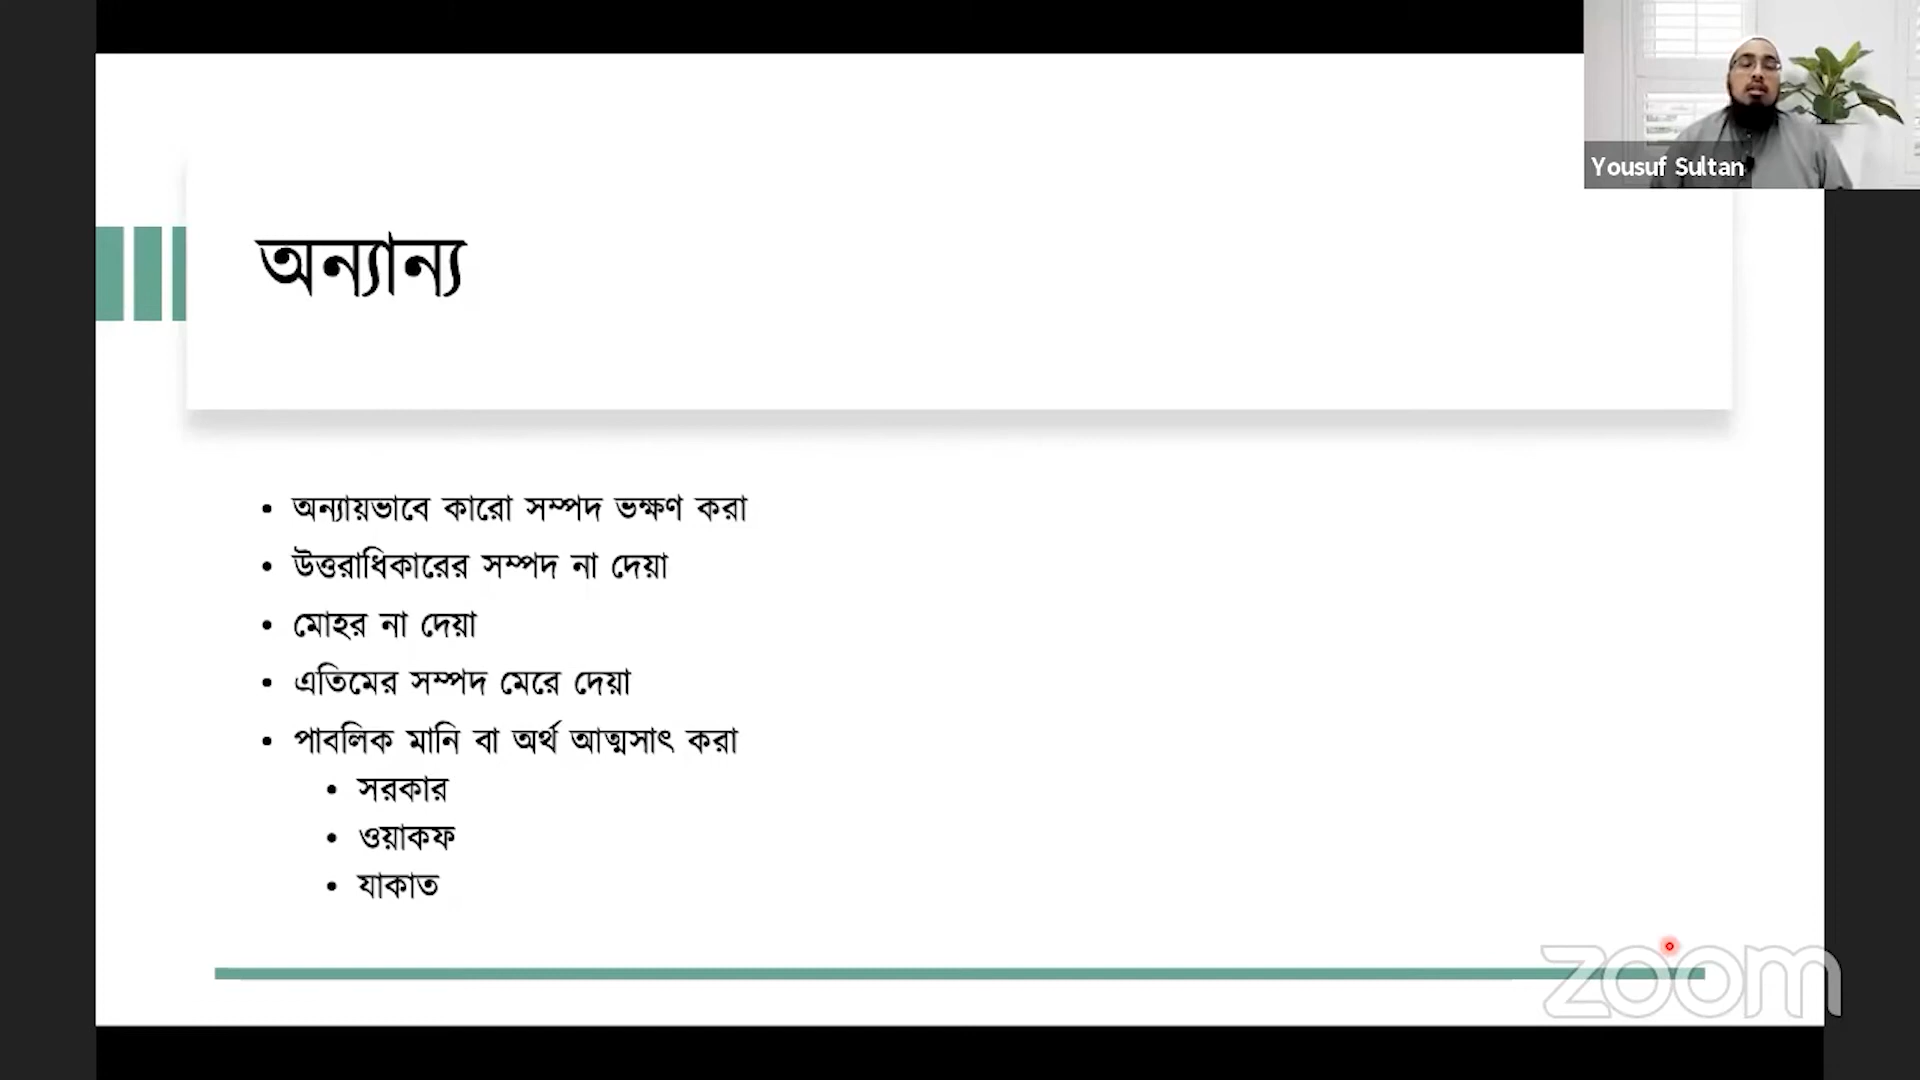 Yousuf Sultan
অন্যান্য
• অন্যায়ভাবে কারো সম্পদ ভক্ষণ করা
• উত্তরাধিকারের সম্পদ না দেয়া
• মোহর না দেয়া
• এতিমের সম্পদ মেরে দেয়া
• পাবলিক মানি বা অর্থ আত্মসাৎ করা
• সরকার
• ওয়াকফ
• যাকাত
zoom